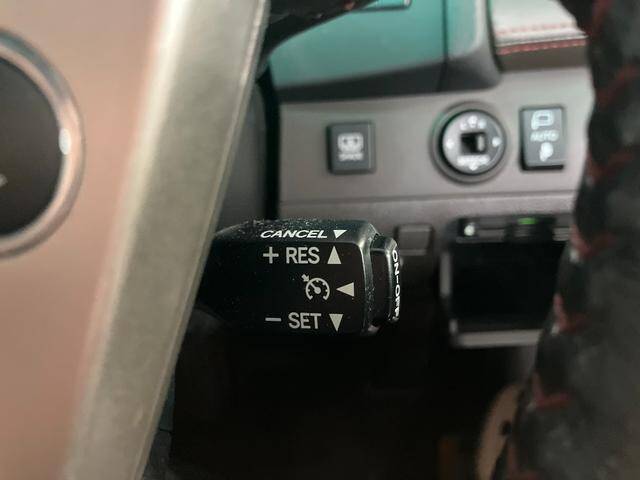 AUTO
CANCEL ▼
+ RES ▲
ON-OFF
◀
− SET ▼